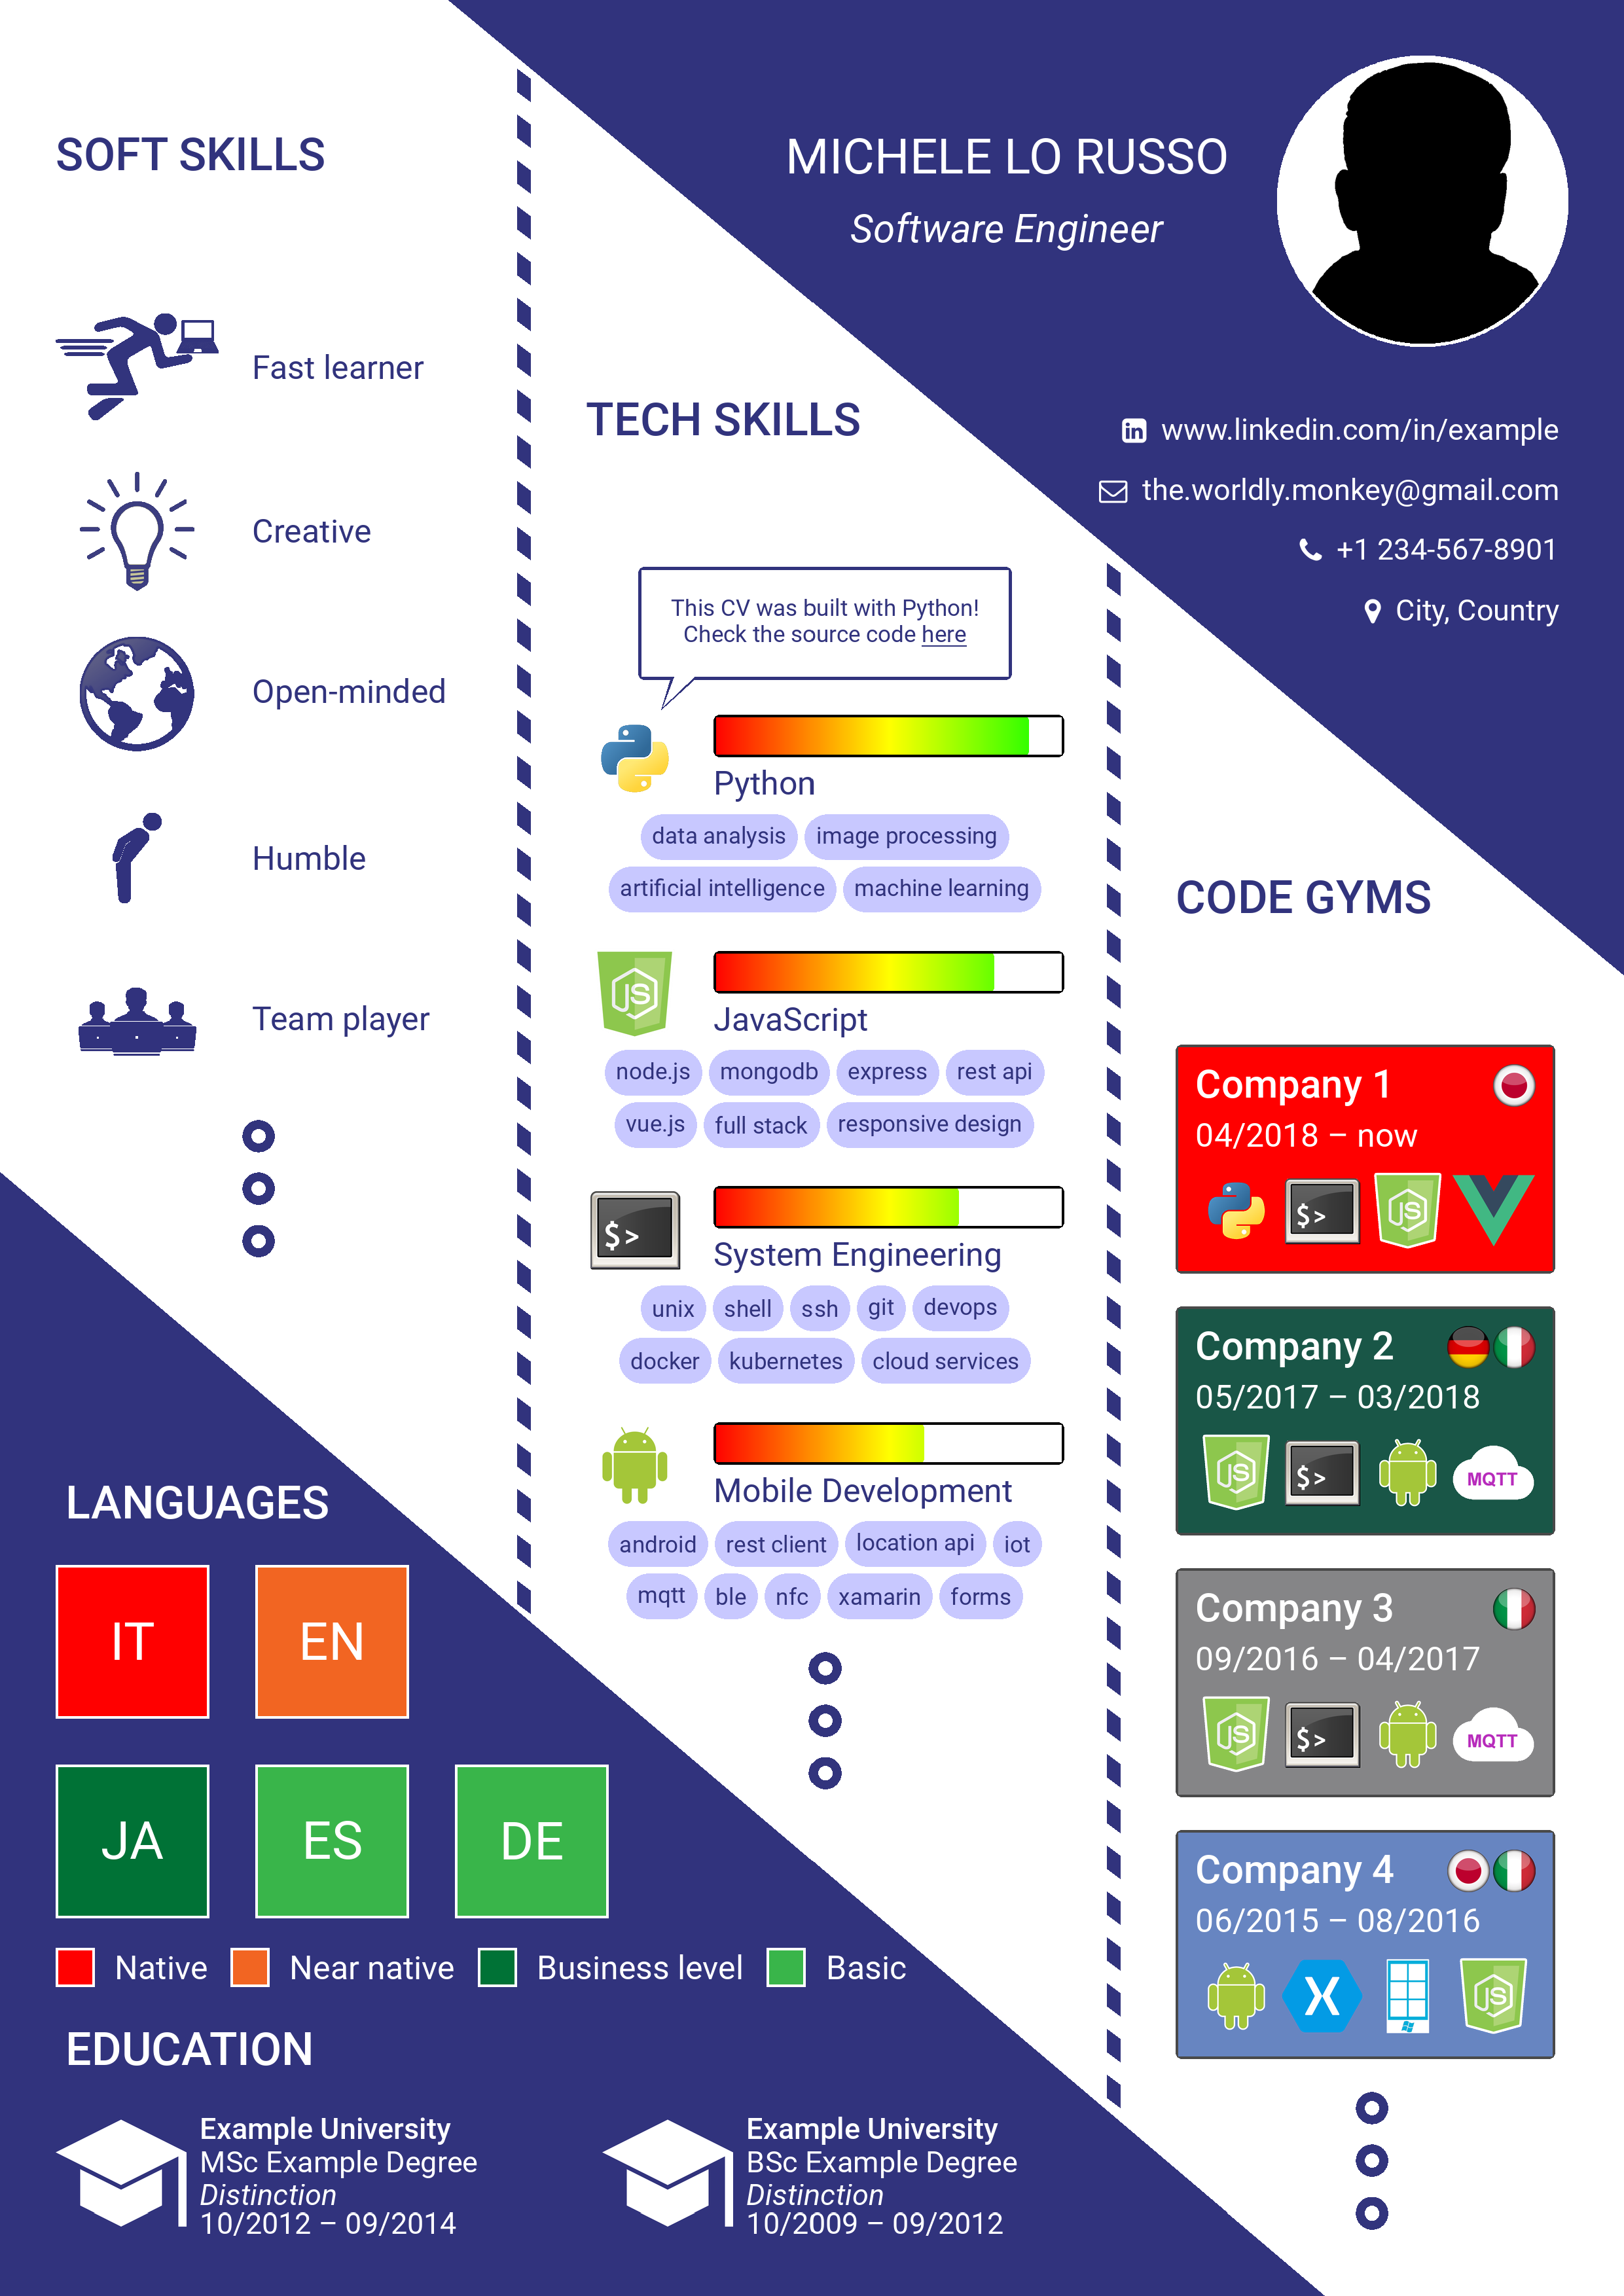 SOFT SKILLS
Fast learner
Creative
Open-minded
Humble
Team player
MICHELE LO RUSSO
Software Engineer
www.linkedin.com/in/example
the.worldly.monkey@gmail.com
+1 234-567-8901
City, Country
TECH SKILLS
This CV was built with Python!
Check the source code here
Python
data analysis image processing
artificial intelligence machine learning
JS
JavaScript
node.js mongodb express rest api
vue.js full stack responsive design
$>
System Engineering
unix shell ssh git devops
docker kubernetes cloud services
Mobile Development
android rest client location api iot
mqtt ble nfc xamarin forms
CODE GYMS
Company 1
04/2018 – now
$> JS
Company 2
05/2017 – 03/2018
JS $> MQTT
Company 3
09/2016 – 04/2017
JS $> MQTT
Company 4
06/2015 – 08/2016
X JS
LANGUAGES
IT EN
JA ES DE
Native Near native Business level Basic
EDUCATION
Example University
MSc Example Degree
Distinction
10/2012 – 09/2014
Example University
BSc Example Degree
Distinction
10/2009 – 09/2012